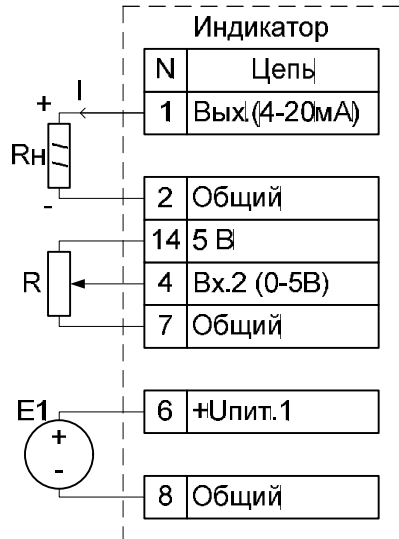 Индикатор
N Цепь
+ I
1 Вых.(4-20мА)
Rн
-
2 Общий
14 5 В
R
4 Вх.2 (0-5В)
7 Общий
E1
6 +Uпит.1
+
-
8 Общий